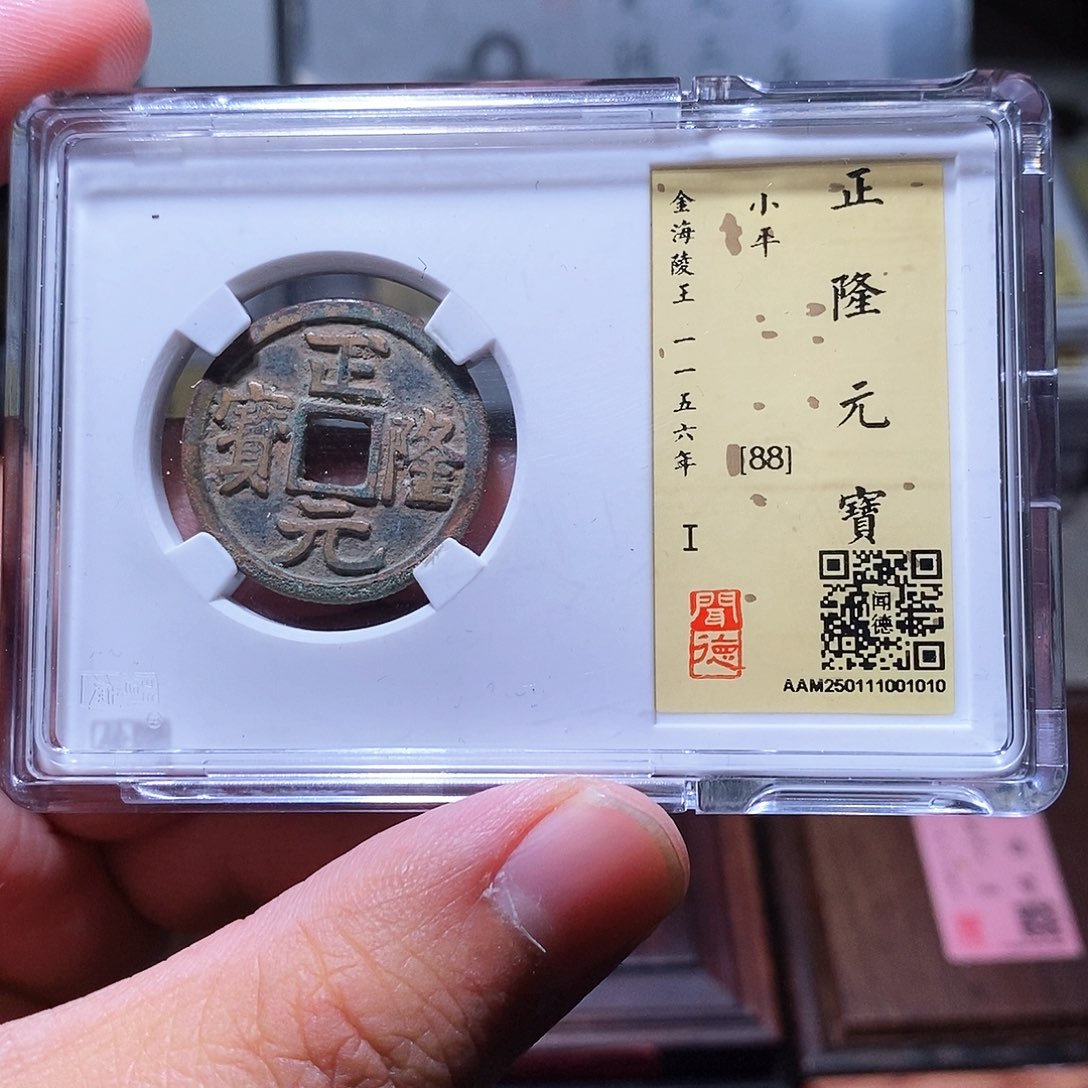 正隆元寶
正隆元寶
小平
[88]
金海陵王 一一五六年 I
聞德
闻德
AAM250111001010